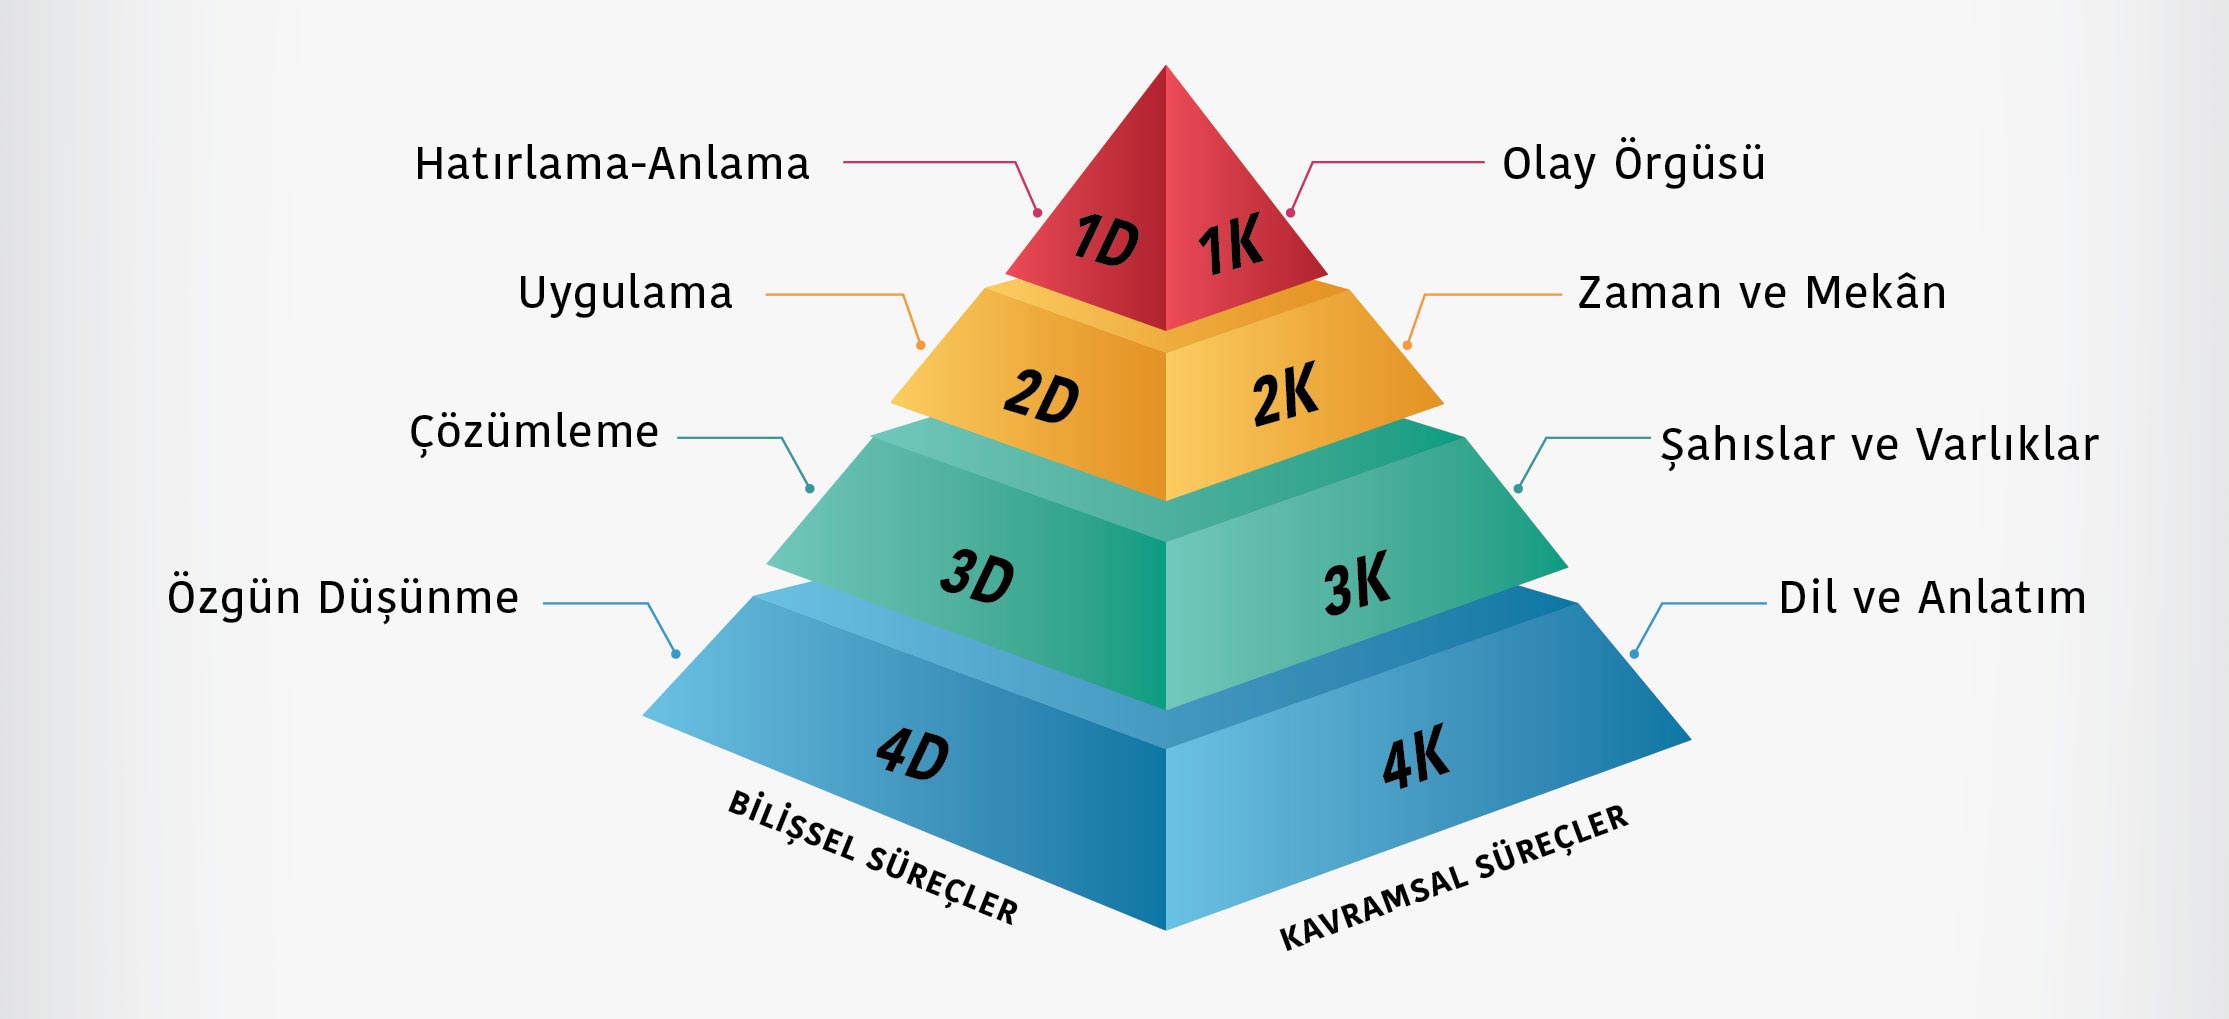 Hatırlama-Anlama
Olay Örgüsü
1D
1K
Uygulama
Zaman ve Mekân
2D
2K
Çözümleme
Şahıslar ve Varlıklar
3D
3K
Özgün Düşünme
Dil ve Anlatım
4D
4K
BİLİŞSEL SÜREÇLER
KAVRAMSAL SÜREÇLER